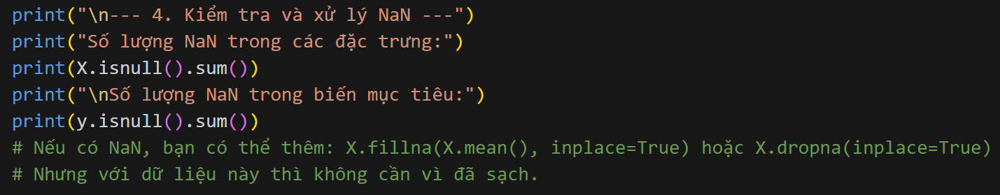 print("\n--- 4. Kiểm tra và xử lý NaN ---")
print("Số lượng NaN trong các đặc trưng:")
print(X.isnull().sum())
print("\nSố lượng NaN trong biến mục tiêu:")
print(y.isnull().sum())
# Nếu có NaN, bạn có thể thêm: X.fillna(X.mean(), inplace=True) hoặc X.dropna(inplace=True)
# Nhưng với dữ liệu này thì không cần vì đã sạch.